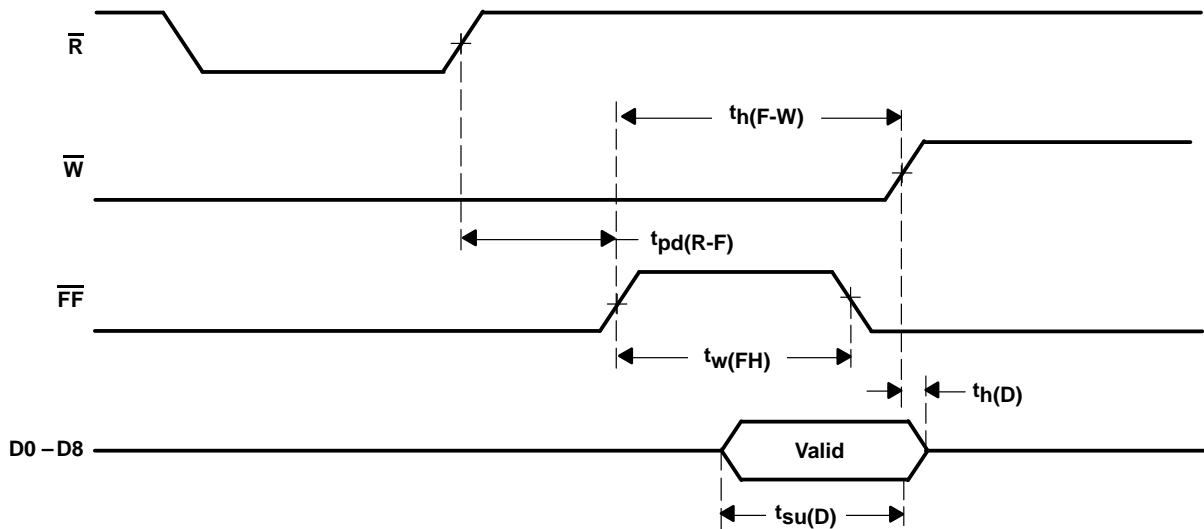 R
th(F-W)
W
tpd(R-F)
FF
tw(FH)
th(D)
D0 – D8
Valid
tsu(D)